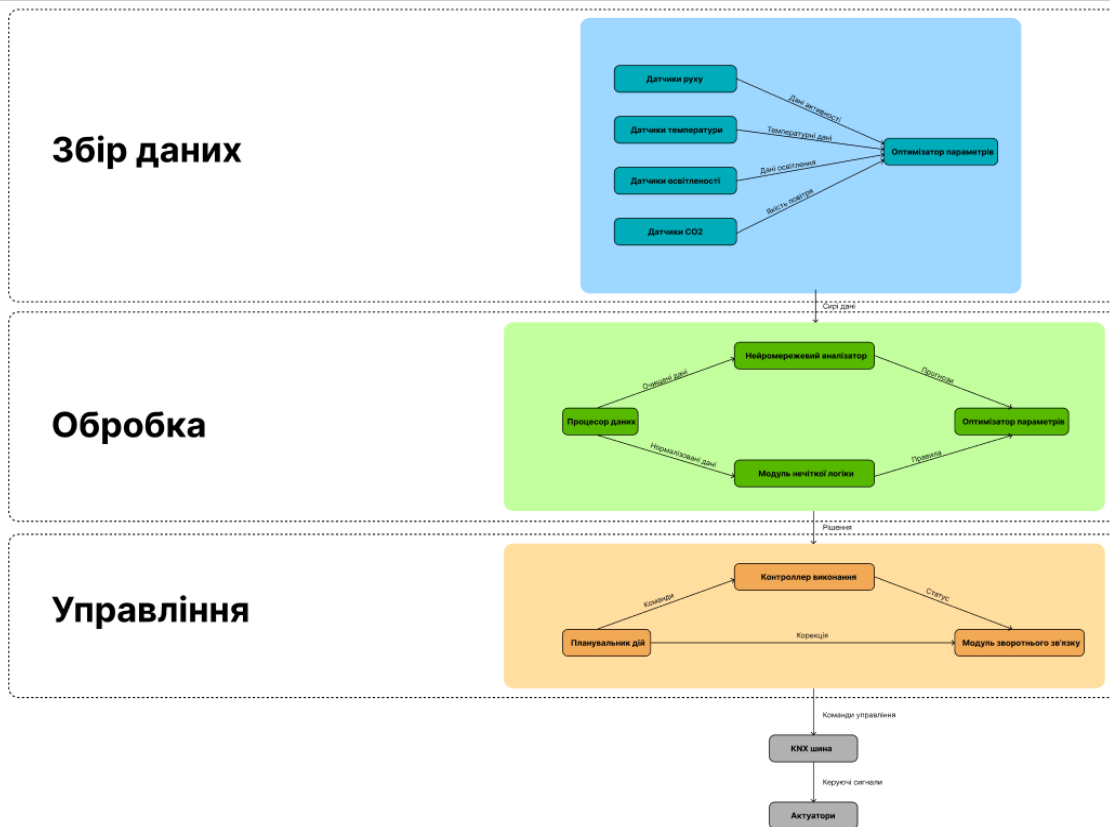 Збір даних
Датчики руху
Датчики температури
Датчики освітленості
Датчики CO2
Дані активності
Температурні дані
Дані освітлення
Якість повітря
Оптимізатор параметрів
Сирі дані
Обробка
Нейромережевий аналізатор
Очищені дані
Прогнози
Процесор даних
Оптимізатор параметрів
Нормалізовані дані
Правила
Модуль нечіткої логіки
Рішення
Управління
Контроллер виконання
Команди
Статус
Планувальник дій
Корекція
Модуль зворотнього зв'язку
Команди управління
KNX шина
Керуючі сигнали
Актуатори